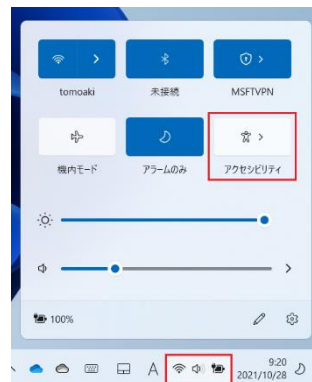 tomoaki
未接続
MSFTVPN
機内モード
アラームのみ
アクセシビリティ
100%
A
9:20
2021/10/28